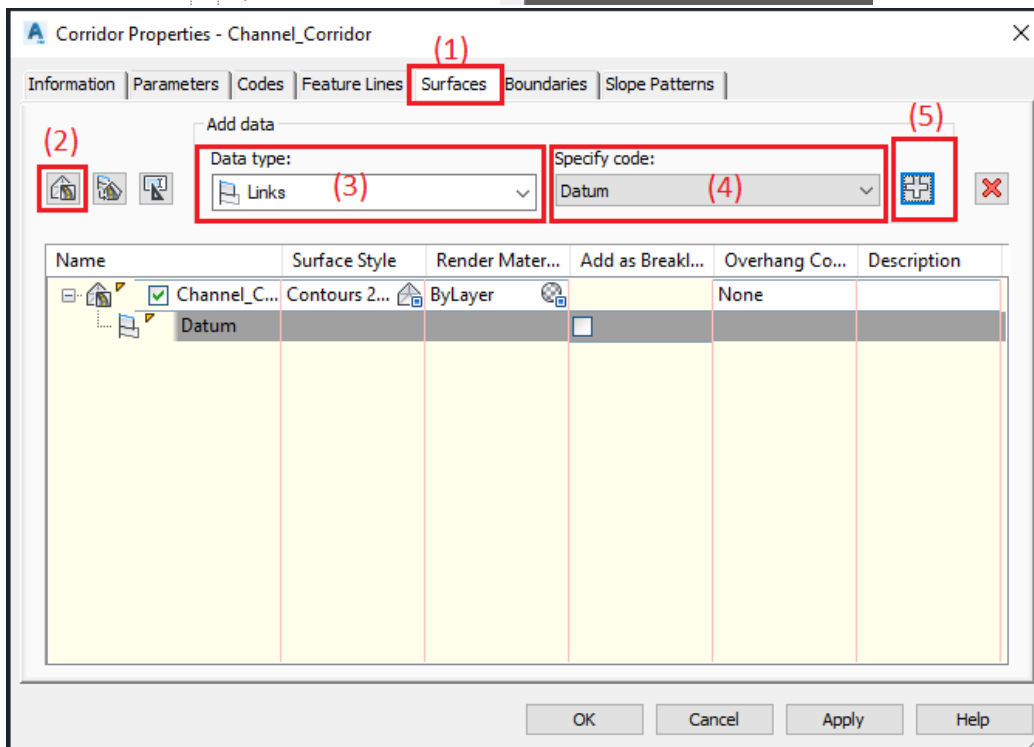 Corridor Properties - Channel_Corridor
(1)
Information Parameters Codes Feature Lines Surfaces Boundaries Slope Patterns
(5)
Add data
(2)
Data type: Specify code:
Links (3) Datum (4)
Name Surface Style Render Mater... Add as Breakl... Overhang Co... Description
Channel_C... Contours 2... ByLayer None
Datum
OK Cancel Apply Help